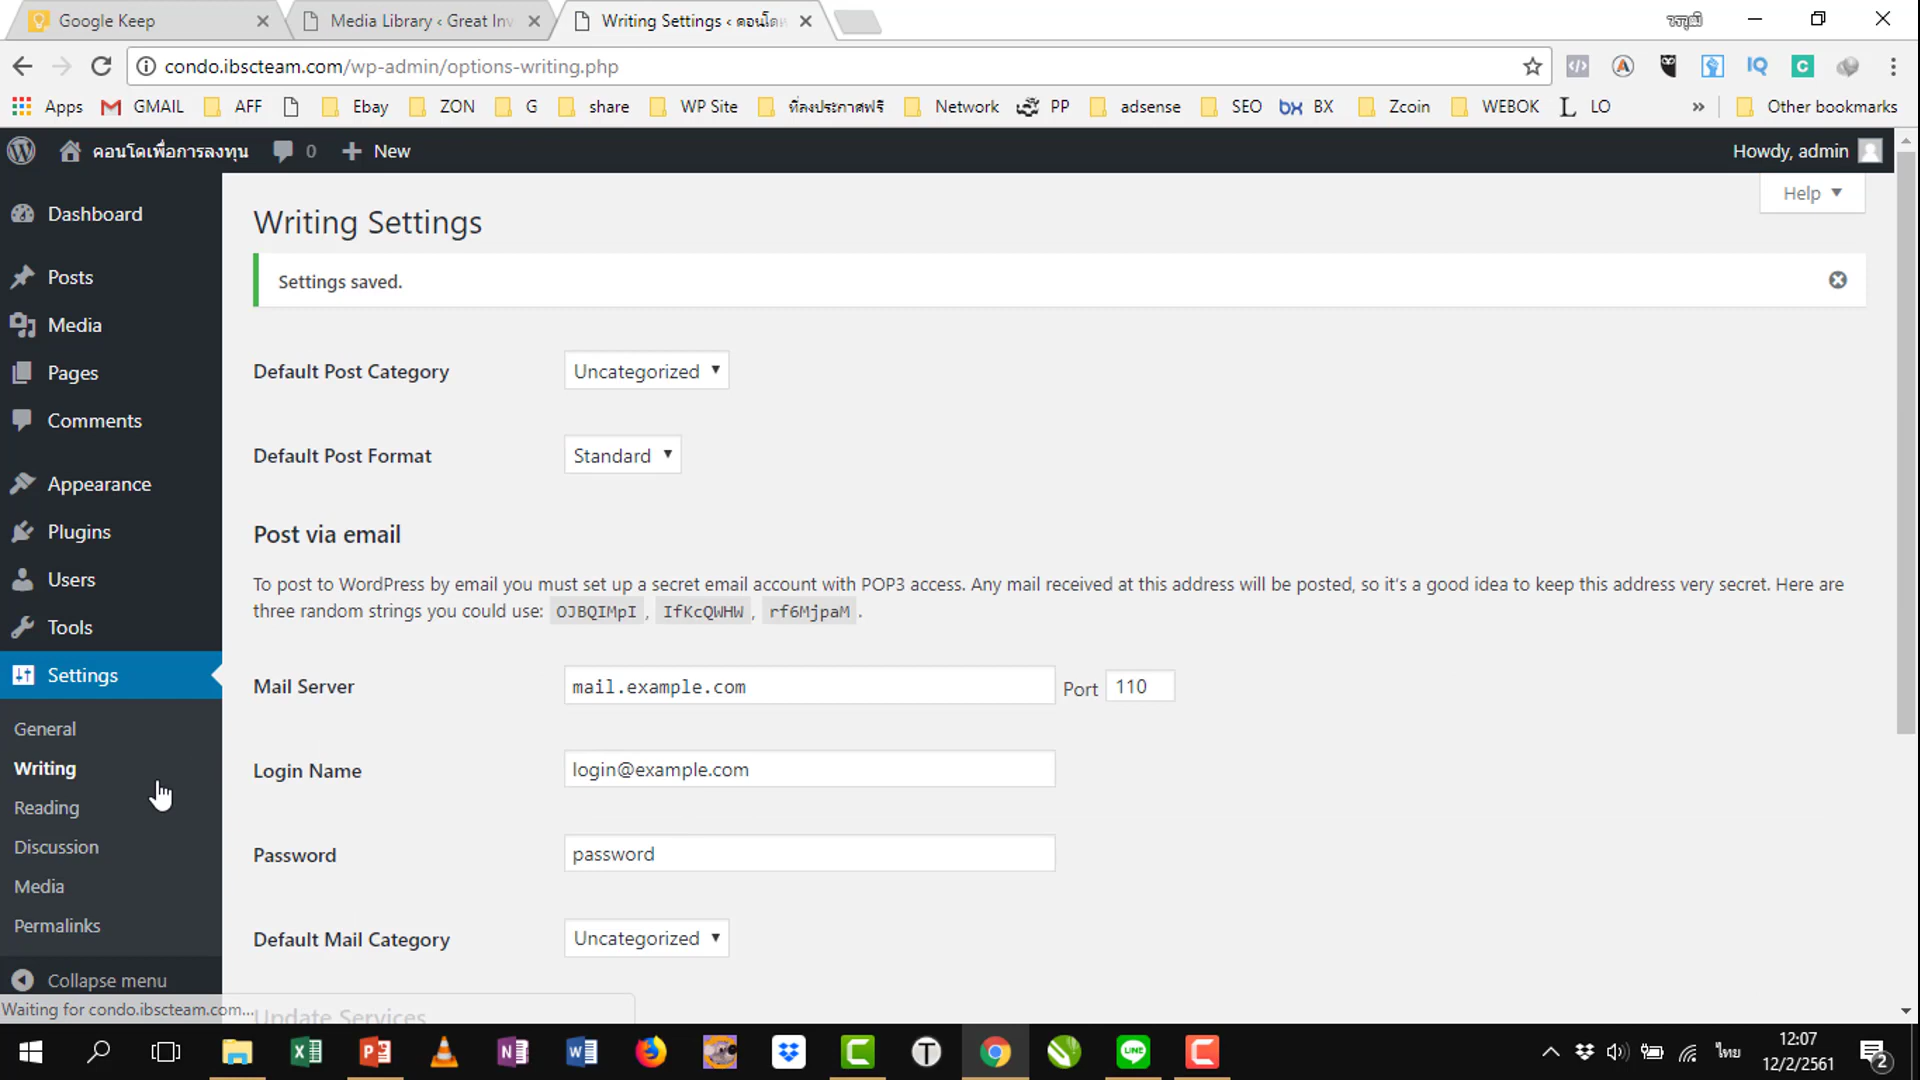 Google Keep
Media Library ‹ Great Inv
Writing Settings ‹ คอนโดเพ
condo.ibscteam.com/wp-admin/options-writing.php
Apps GMAIL AFF Ebay ZON G share WP Site ที่ลงประกาศฟรี Network PP adsense SEO BX Zcoin WEBOK LO » Other bookmarks
คอนโดเพื่อการลงทุน 0 New Howdy, admin
Help
Dashboard
Posts
Media
Pages
Comments
Appearance
Plugins
Users
Tools
Settings
General
Writing
Reading
Discussion
Media
Permalinks
Collapse menu
Waiting for condo.ibscteam.com...
Writing Settings
Settings saved.
Default Post Category Uncategorized
Default Post Format Standard
Post via email
To post to WordPress by email you must set up a secret email account with POP3 access. Any mail received at this address will be posted, so it's a good idea to keep this address very secret. Here are
three random strings you could use: OJBQIMpI , IfKcQWHW , rf6MjpaM .
Mail Server mail.example.com Port 110
Login Name login@example.com
Password password
Default Mail Category Uncategorized
Update Services
ไทย
12:07
12/2/2561
2